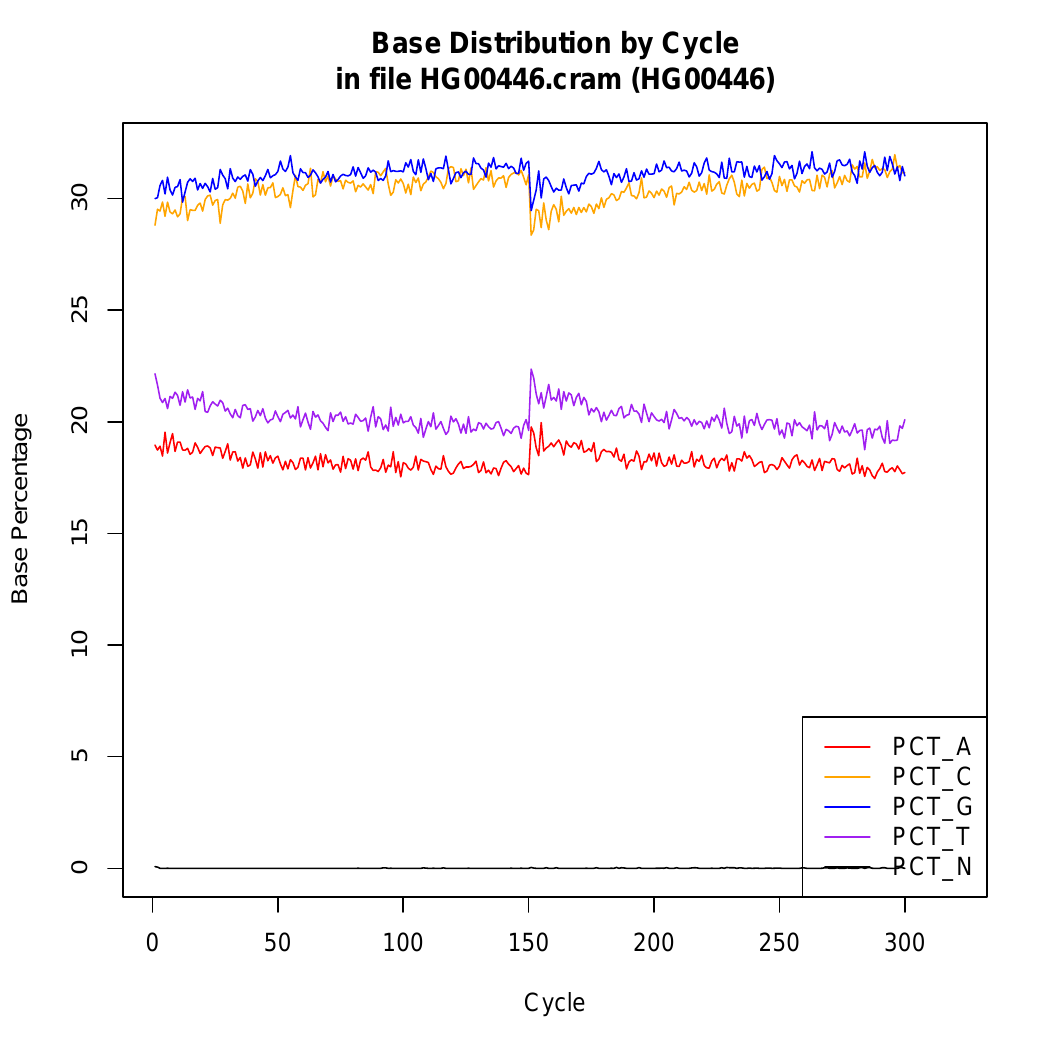 Base Distribution by Cycle
in file HG00446.cram (HG00446)
Base Percentage
30
25
20
15
10
5
0
PCT_A
PCT_C
PCT_G
PCT_T
PCT_N
0 50 100 150 200 250 300
Cycle